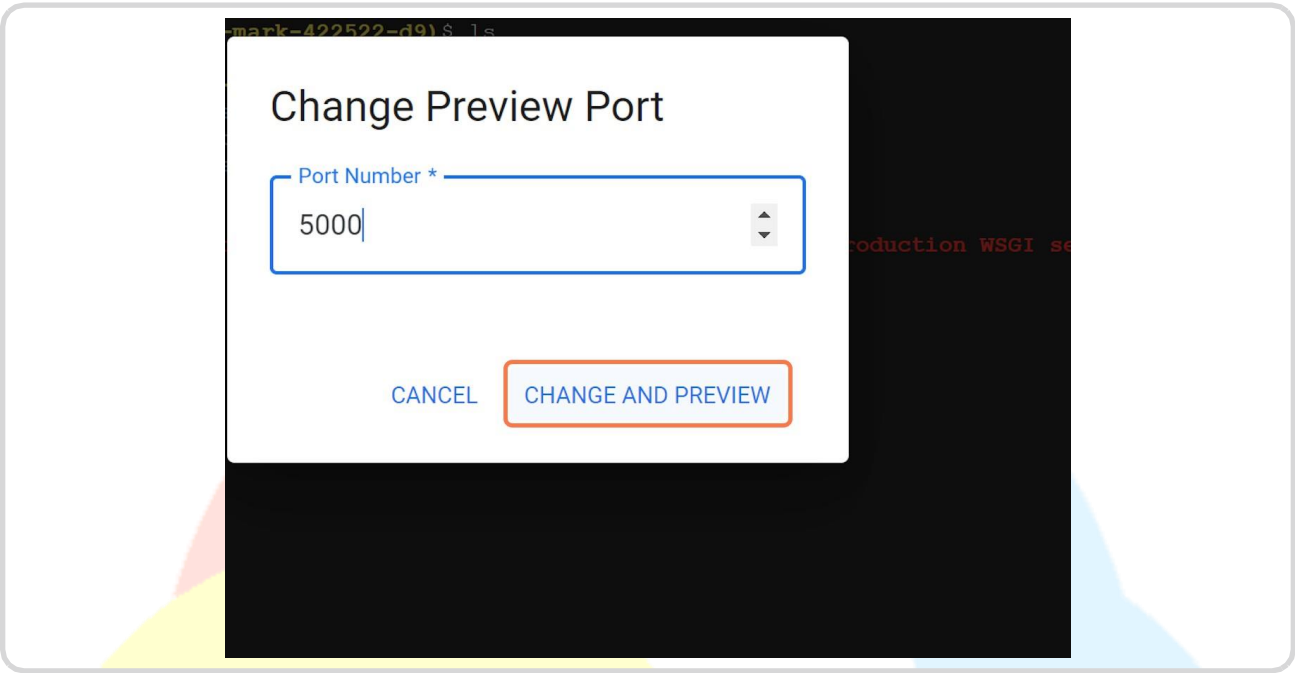 -mark-422522-d9)$ ls
Change Preview Port
Port Number *
5000
roduction WSGI se
CANCEL
CHANGE AND PREVIEW